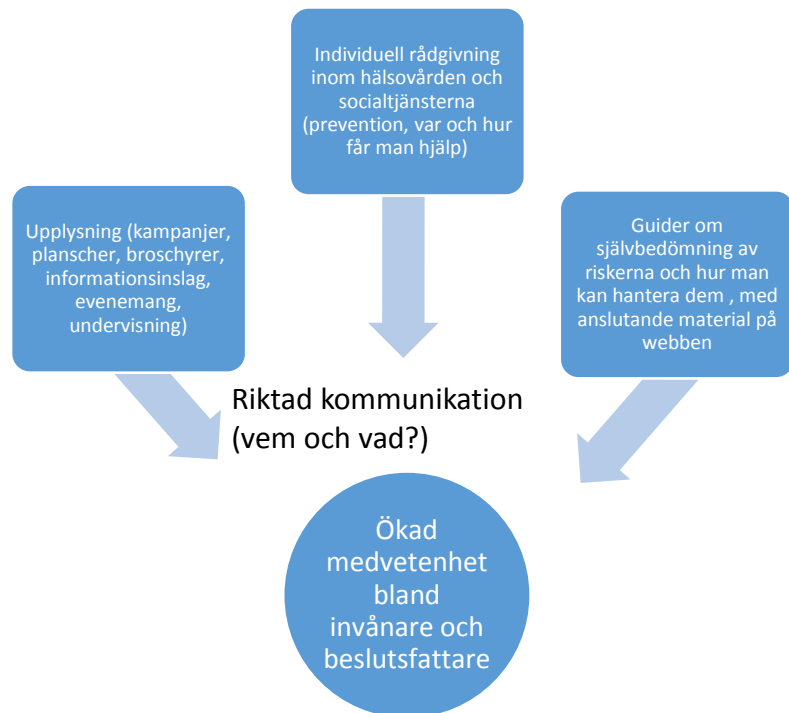 Individuell rådgivning
inom hälsovården och
socialtjänsterna
(prevention, var och hur
får man hjälp)
Upplysning (kampanjer,
planscher, broschyrer,
informationsinslag,
evenemang,
undervisning)
Guider om
självbedömning av
riskerna och hur man
kan hantera dem , med
anslutande material på
webben
Riktad kommunikation
(vem och vad?)
Ökad
medvetenhet
bland
invånare och
beslutsfattare